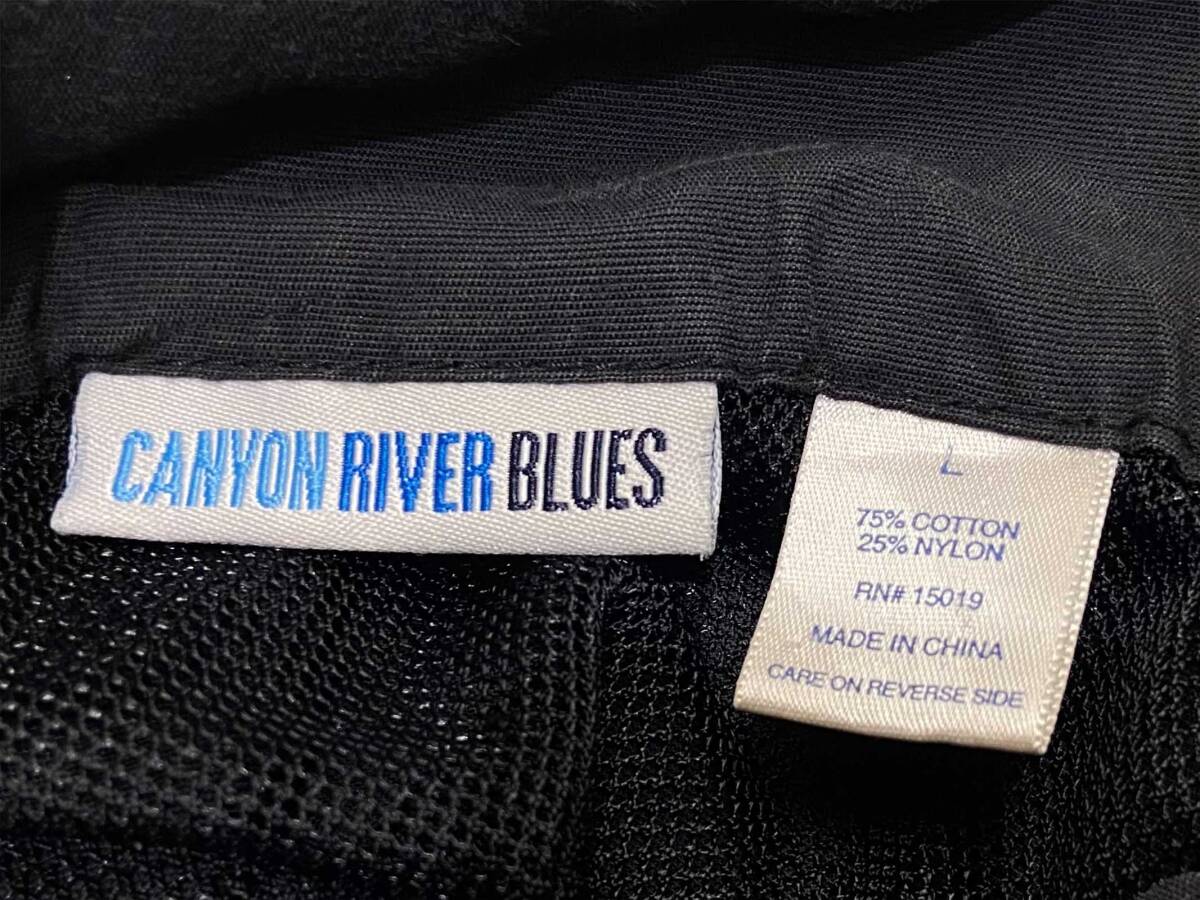 CANYON RIVER BLUES
L
75% COTTON
25% NYLON
RN# 15019
MADE IN CHINA
CARE ON REVERSE SIDE